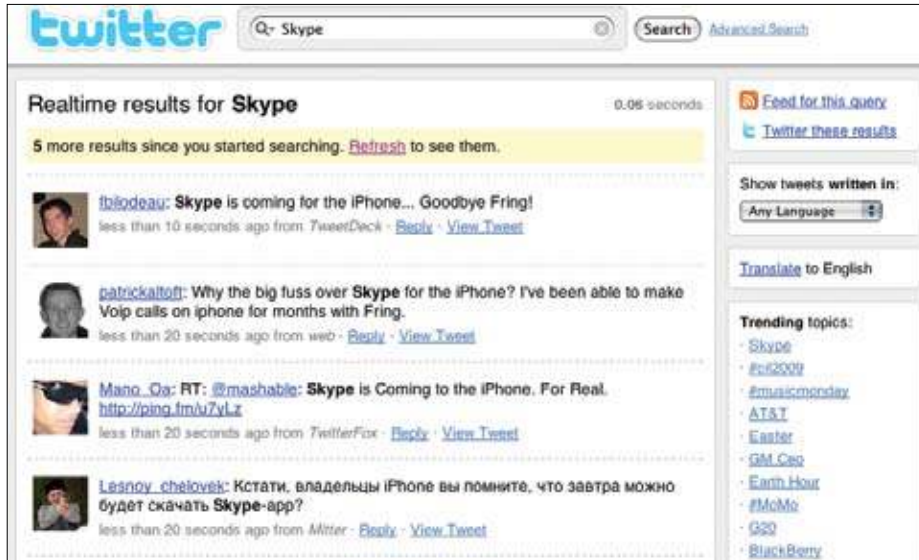 twitter
Skype
Search
Advanced Search
Realtime results for Skype
0.06 seconds
5 more results since you started searching. Refresh to see them.
fbilodeau: Skype is coming for the iPhone... Goodbye Fring!
less than 10 seconds ago from TweetDeck · Reply · View Tweet
patrickaltoft: Why the big fuss over Skype for the iPhone? I've been able to make
Voip calls on iphone for months with Fring.
less than 20 seconds ago from web · Reply · View Tweet
Mano_Oa: RT: @mashable: Skype is Coming to the iPhone. For Real.
http://ping.fm/u7yLz
less than 20 seconds ago from TwitterFox · Reply · View Tweet
Lesnoy_chelovek: Кстати, владельцы iPhone вы помните, что завтра можно
будет скачать Skype-app?
less than 20 seconds ago from Mitter · Reply · View Tweet
Feed for this query
Twitter these results
Show tweets written in:
Any Language
Translate to English
Trending topics:
· Skype
· #cil2009
· #musicmonday
· AT&T
· Easter
· GM Ceo
· Earth Hour
· #MoMo
· G20
· BlackBerry